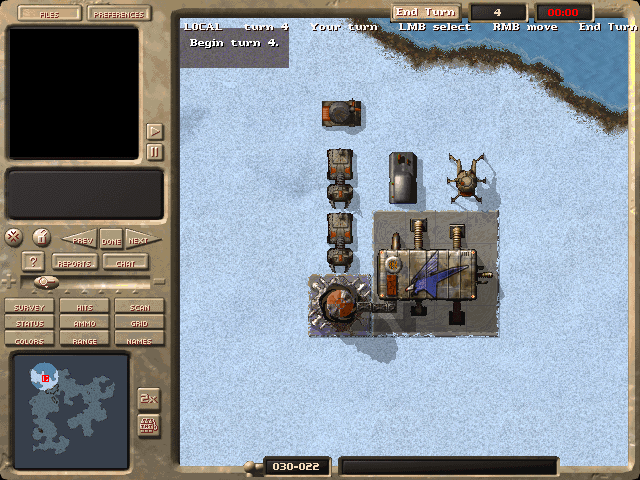 FILES PREFERENCES End Turn 4 00:00
LOCAL turn 4 Your turn LMB select RMB move End Turn
Begin turn 4.
PREV DONE NEXT
? REPORTS CHAT
SURVEY HITS SCAN
STATUS AMMO GRID
COLORS RANGE NAMES
2x
030-022